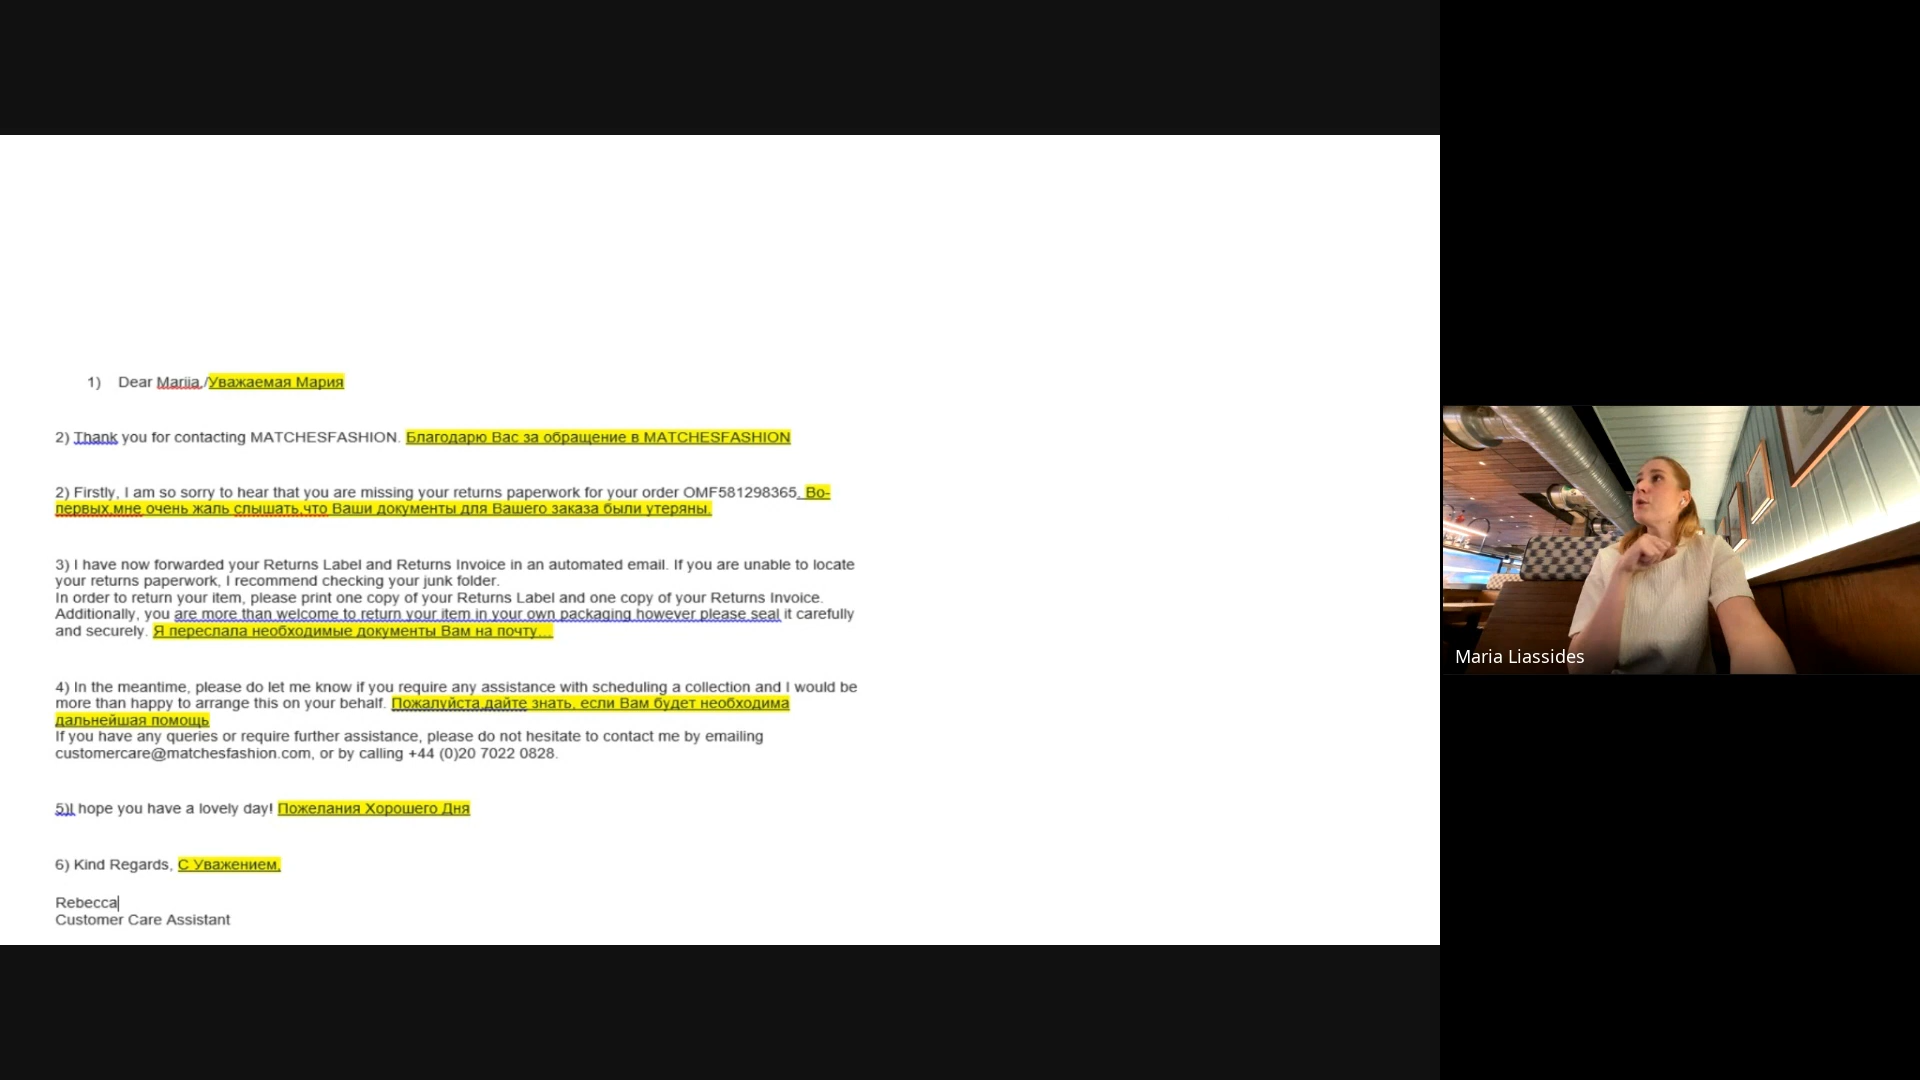 1) Dear Mariia,/Уважаемая Мария
2) Thank you for contacting MATCHESFASHION. Благодарю Вас за обращение в MATCHESFASHION
2) Firstly, I am so sorry to hear that you are missing your returns paperwork for your order OMF581298365. Во-
первых,мне очень жаль слышать,что Ваши документы для Вашего заказа были утеряны.
3) I have now forwarded your Returns Label and Returns Invoice in an automated email. If you are unable to locate
your returns paperwork, I recommend checking your junk folder.
In order to return your item, please print one copy of your Returns Label and one copy of your Returns Invoice.
Additionally, you are more than welcome to return your item in your own packaging however please seal it carefully
and securely. Я переслала необходимые документы Вам на почту...
4) In the meantime, please do let me know if you require any assistance with scheduling a collection and I would be
more than happy to arrange this on your behalf. Пожалуйста,дайте знать, если Вам будет необходима
дальнейшая помощь
If you have any queries or require further assistance, please do not hesitate to contact me by emailing
customercare@matchesfashion.com, or by calling +44 (0)20 7022 0828.
5)I hope you have a lovely day! Пожелания Хорошего Дня
6) Kind Regards, С Уважением,
Rebecca
Customer Care Assistant
Maria Liassides